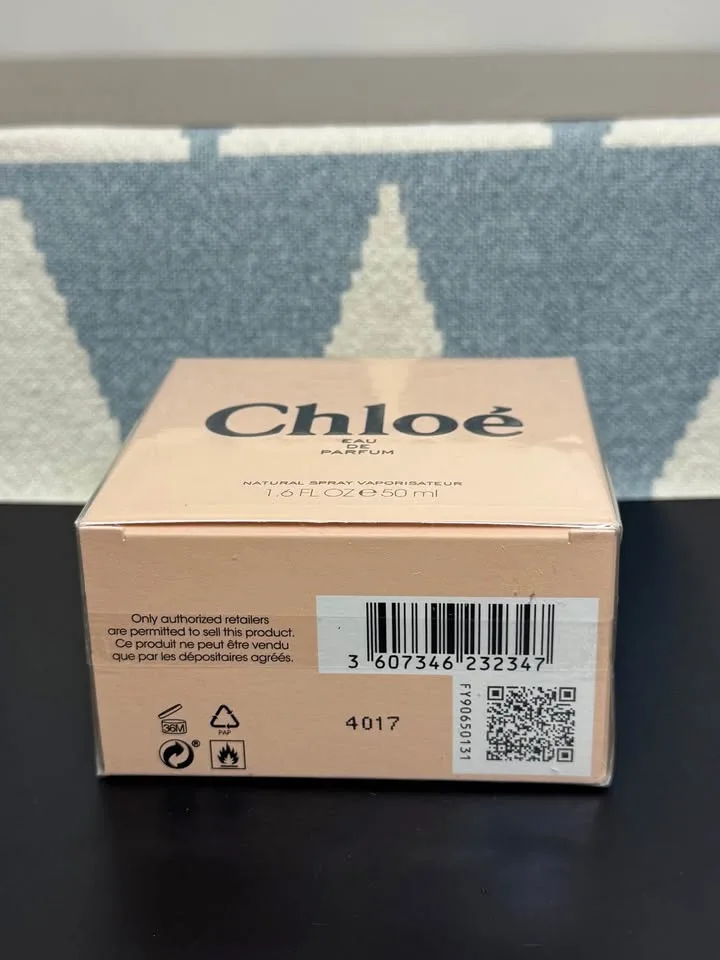 Chloé
EAU
DE
PARFUM
NATURAL SPRAY VAPORISATEUR
1.6 FL OZ ℮ 50 ml
Only authorized retailers
are permitted to sell this product.
Ce produit ne peut être vendu
que par les dépositaires agréés.
3 607346 232347
FY90650131
36M
PAP
4017
®